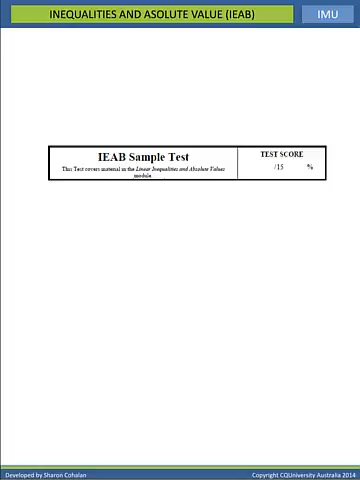 INEQUALITIES AND ASOLUTE VALUE (IEAB)
IMU
IEAB Sample Test
This Test covers material in the Linear Inequalities and Absolute Values
module
TEST SCORE
/15 %
Developed by Sharon Cohalan
Copyright CQUniversity Australia 2014